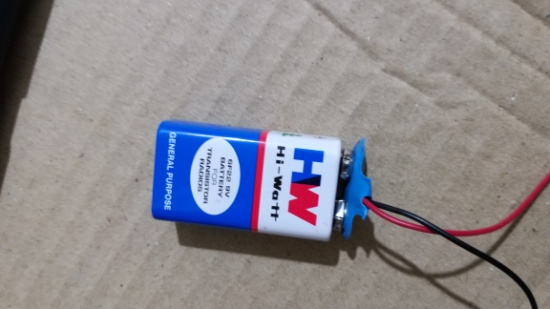 HW
Hi-Watt
6F22 9V
BATTERY
FOR
TRANSISTOR
RADIOS
GENERAL PURPOSE